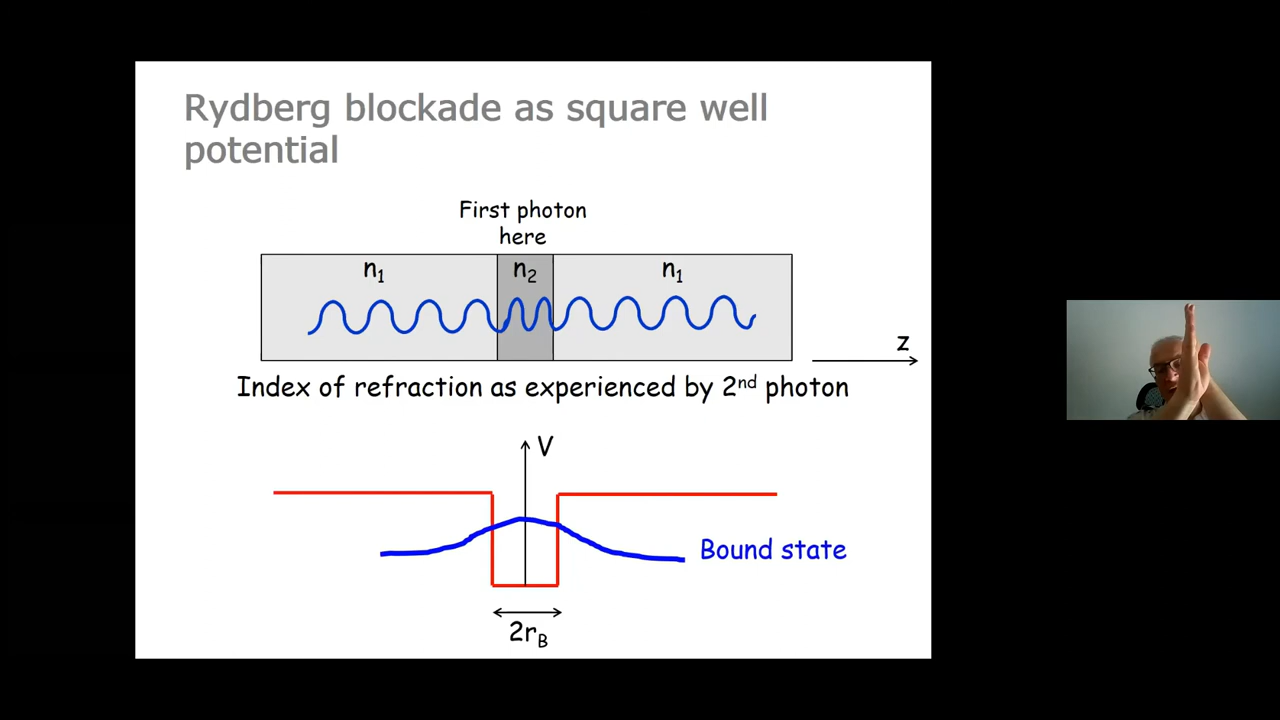 Rydberg blockade as square well
potential
First photon
here
n₁ n₂ n₁
z
Index of refraction as experienced by 2ⁿᵈ photon
V
Bound state
2r_B